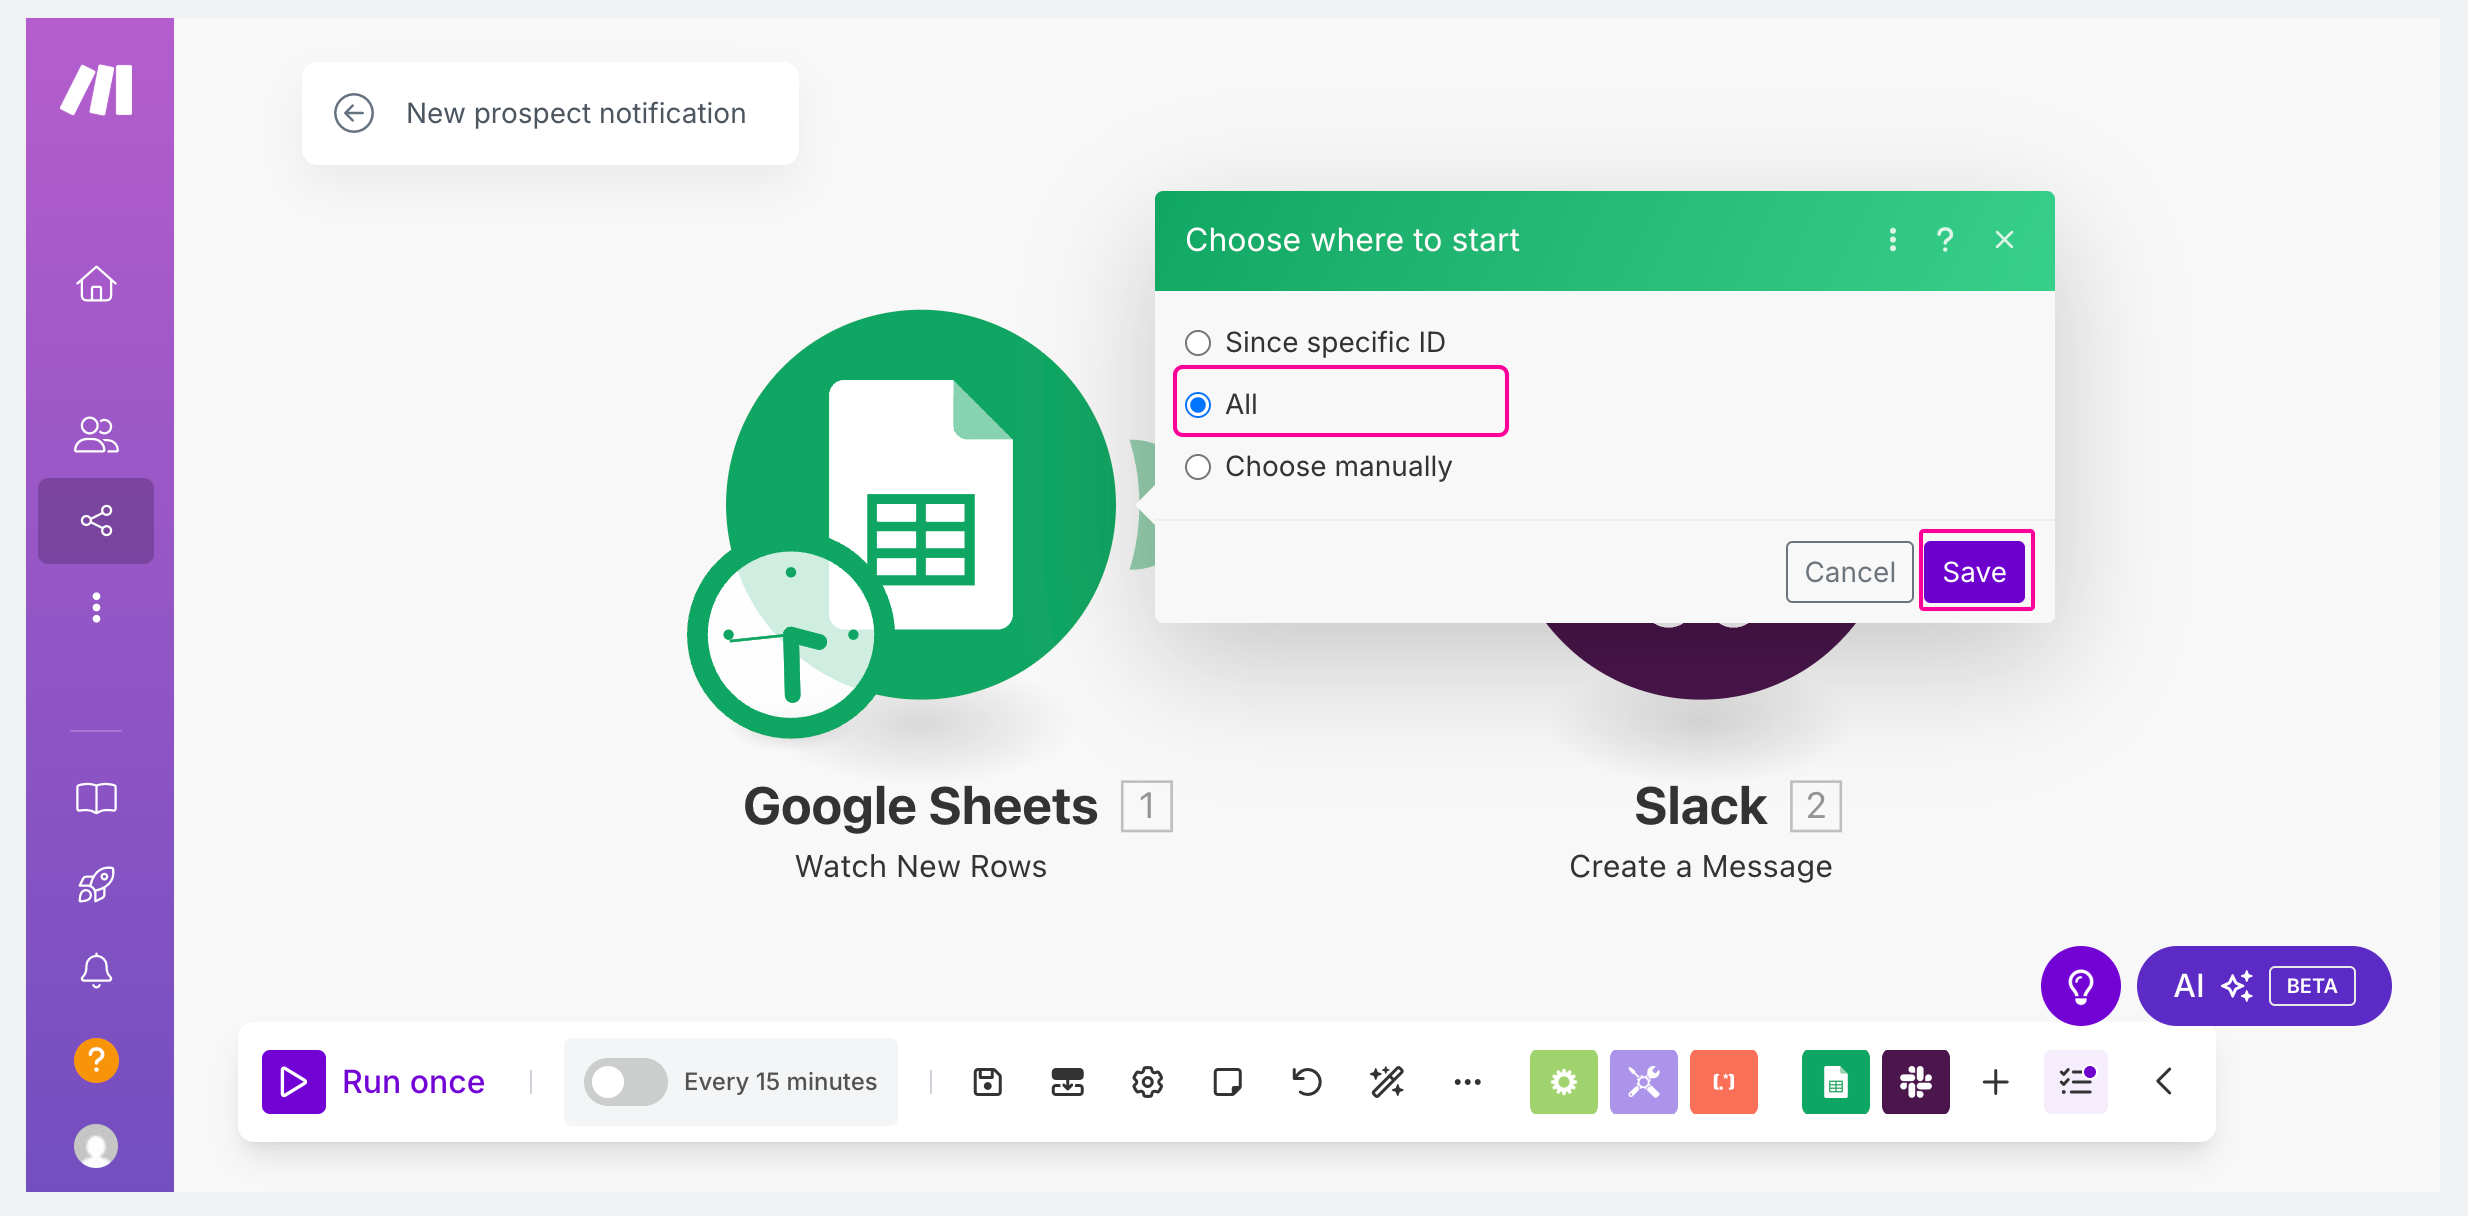 New prospect notification
Choose where to start
?
Since specific ID
All
Choose manually
Cancel
Save
Google Sheets 1
Watch New Rows
Slack 2
Create a Message
AI BETA
?
Run once
Every 15 minutes